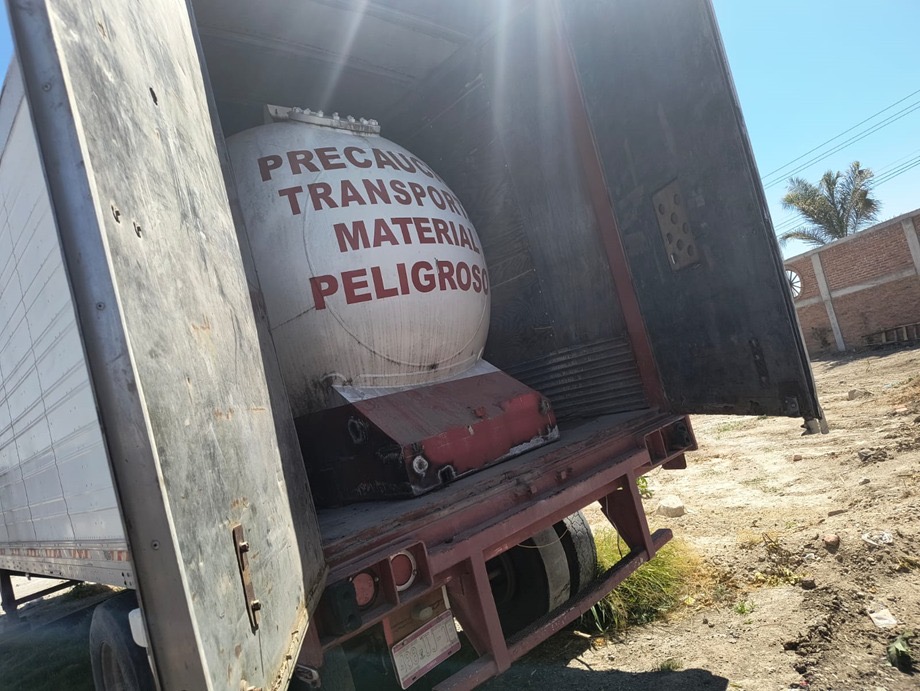 PRECAUC
TRANSPORT
MATERIAL
PELIGROSO